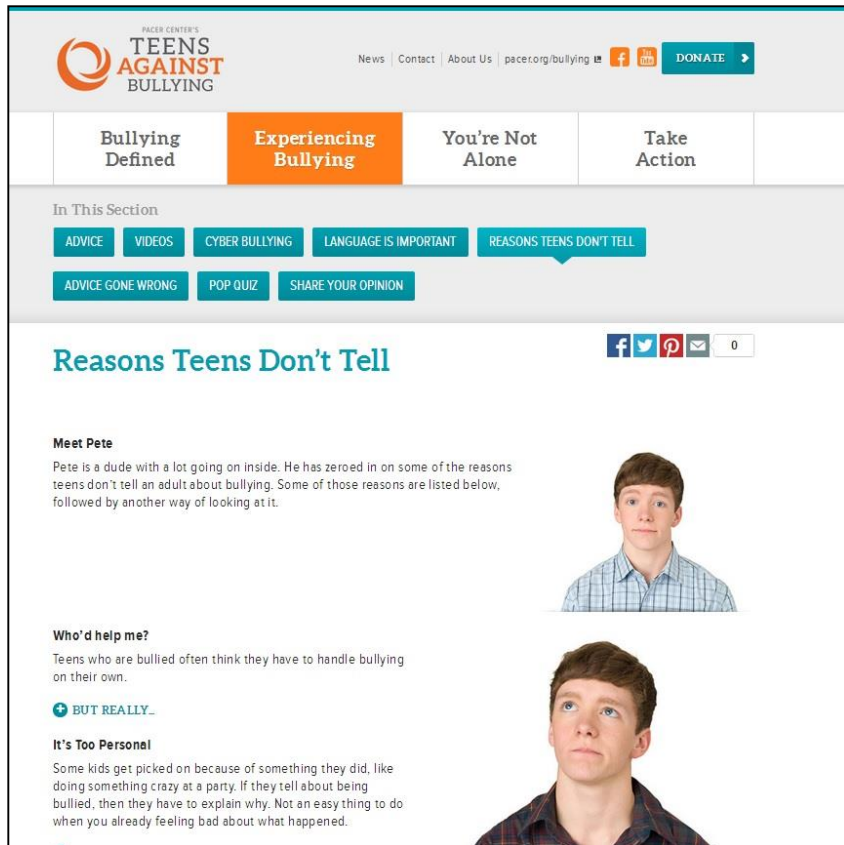 PACER CENTER'S
TEENS
AGAINST
BULLYING
News | Contact | About Us | pacer.org/bullying
You Tube
DONATE
Bullying
Defined
Experiencing
Bullying
You're Not
Alone
Take
Action
In This Section
ADVICE
VIDEOS
CYBER BULLYING
LANGUAGE IS IMPORTANT
REASONS TEENS DON'T TELL
ADVICE GONE WRONG
POP QUIZ
SHARE YOUR OPINION
Reasons Teens Don't Tell
0
Meet Pete
Pete is a dude with a lot going on inside. He has zeroed in on some of the reasons
teens don't tell an adult about bullying. Some of those reasons are listed below,
followed by another way of looking at it.
Who'd help me?
Teens who are bullied often think they have to handle bullying
on their own.
BUT REALLY...
It's Too Personal
Some kids get picked on because of something they did, like
doing something crazy at a party. If they tell about being
bullied, then they have to explain why. Not an easy thing to do
when you already feeling bad about what happened.